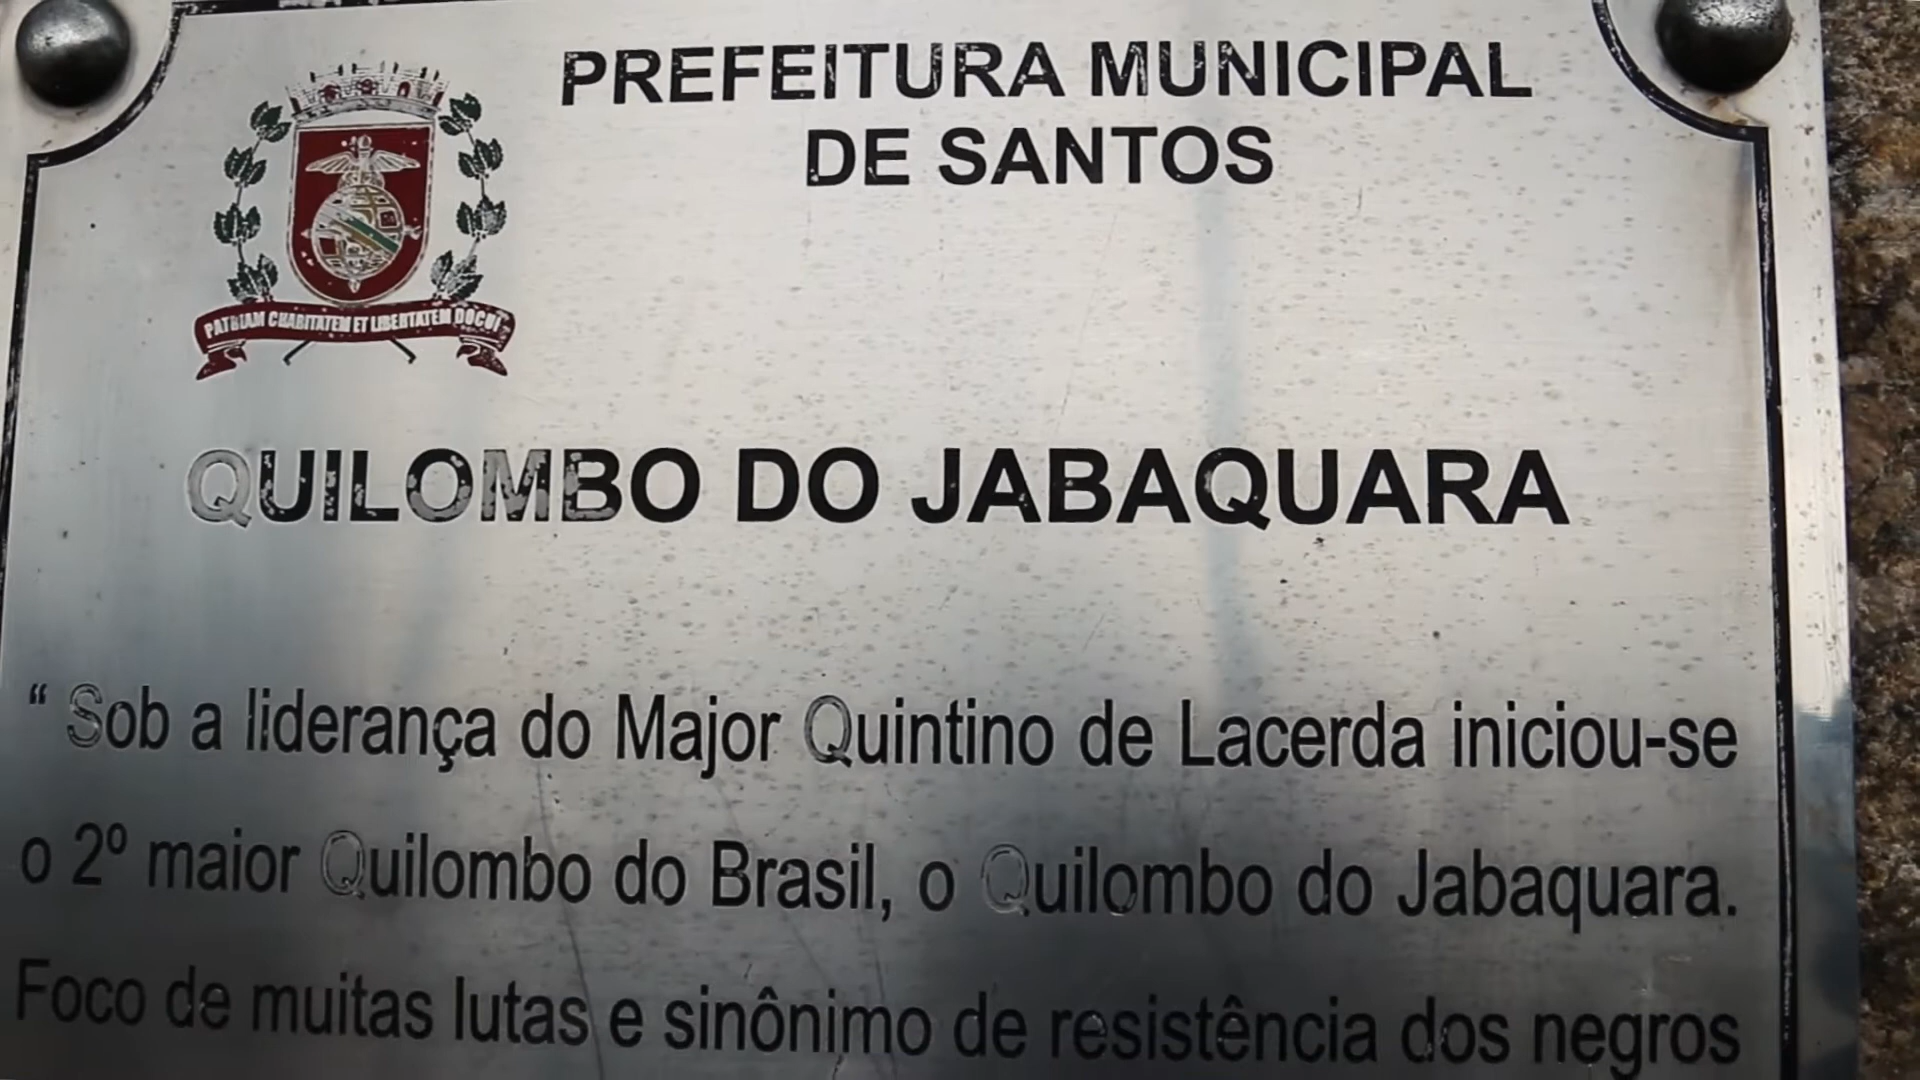 PREFEITURA MUNICIPAL
DE SANTOS
PATRIAM CHARITATEM ET LIBERTATEM DOCUI
QUILOMBO DO JABAQUARA
“ Sob a liderança do Major Quintino de Lacerda iniciou-se
o 2º maior Quilombo do Brasil, o Quilombo do Jabaquara.
Foco de muitas lutas e sinônimo de resistência dos negros